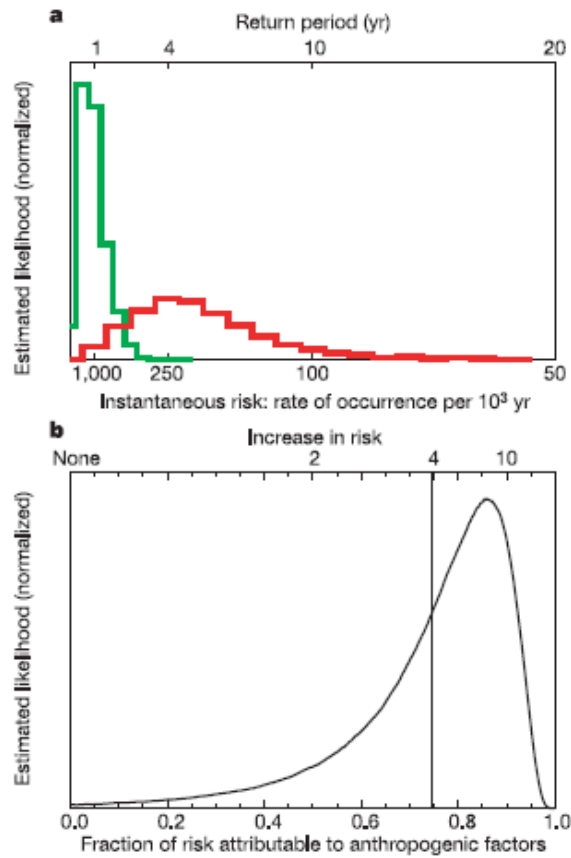 a
Return period (yr)
1 4 10 20
Estimated likelihood (normalized)
1,000 250 100 50
Instantaneous risk: rate of occurrence per 10³ yr
b
Increase in risk
None 2 4 10
Estimated likelihood (normalized)
0.0 0.2 0.4 0.6 0.8 1.0
Fraction of risk attributable to anthropogenic factors